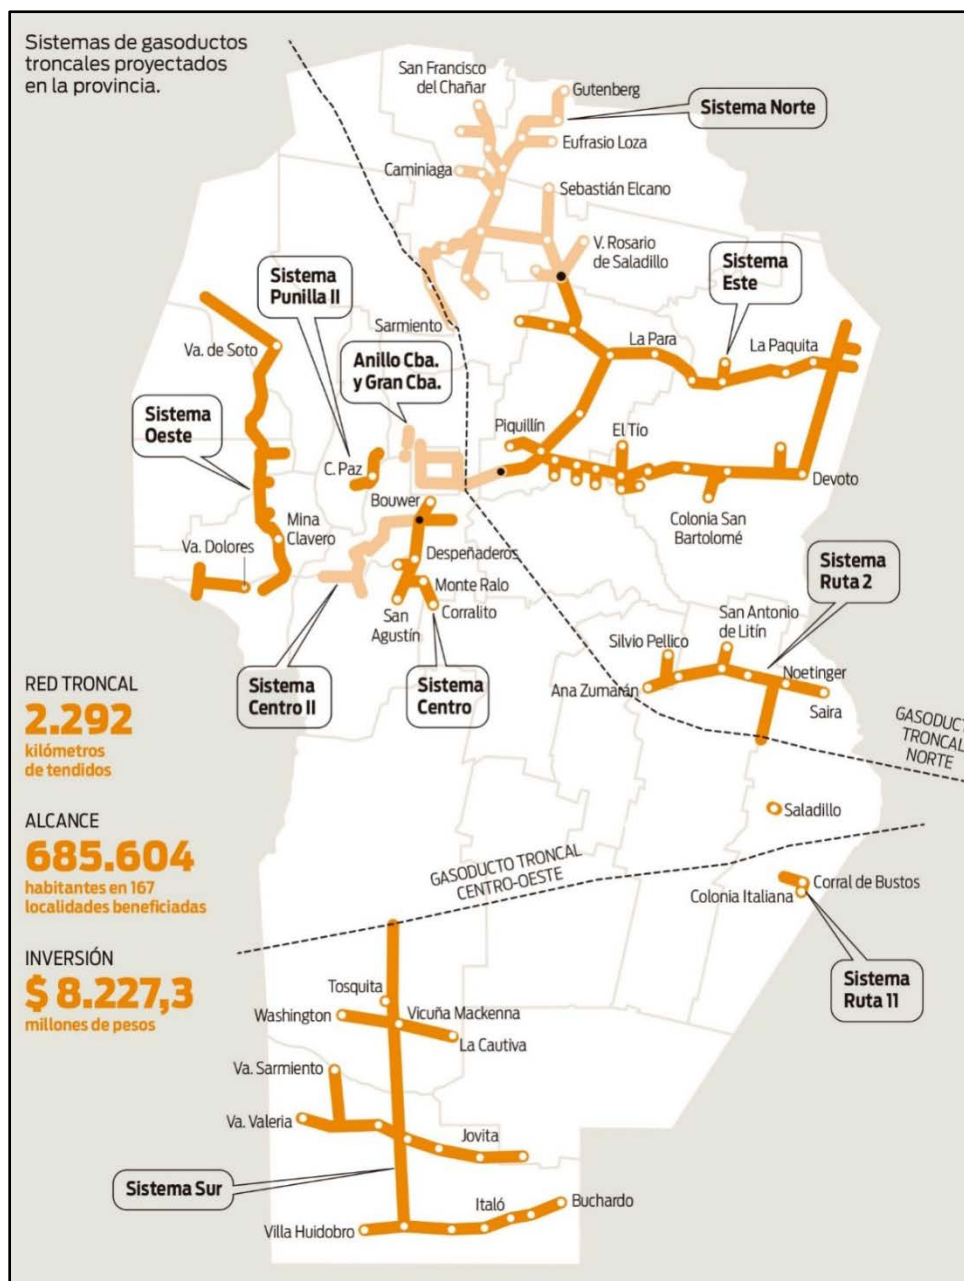 Sistemas de gasoductos
troncales proyectados
en la provincia.
San Francisco
del Chañar
Gutenberg
Sistema Norte
Eufrasio Loza
Caminiaga
Sebastián Elcano
V. Rosario
de Saladillo
Sistema
Este
Sistema
Punilla II
Sarmiento
La Para
La Paquita
Va. de Soto
Anillo Cba.
y Gran Cba.
Sistema
Oeste
Piquillín
El Tío
C. Paz
Devoto
Bouwer
Colonia San
Bartolomé
Mina
Clavero
Va. Dolores
Despeñaderos
Monte Ralo
Corralito
San
Agustín
Sistema
Ruta 2
San Antonio
de Litín
Silvio Pellico
Noetinger
Ana Zumarán
Saira
Sistema
Centro II
Sistema
Centro
RED TRONCAL
2.292
kilómetros
de tendidos
GASODUCTO
TRONCAL
NORTE
Saladillo
ALCANCE
685.604
habitantes en 167
localidades beneficiadas
GASODUCTO TRONCAL
CENTRO-OESTE
Corral de Bustos
Colonia Italiana
INVERSIÓN
$ 8.227,3
millones de pesos
Sistema
Ruta 11
Tosquita
Washington
Vicuña Mackenna
La Cautiva
Va. Sarmiento
Va. Valeria
Jovita
Sistema Sur
Italó
Buchardo
Villa Huidobro